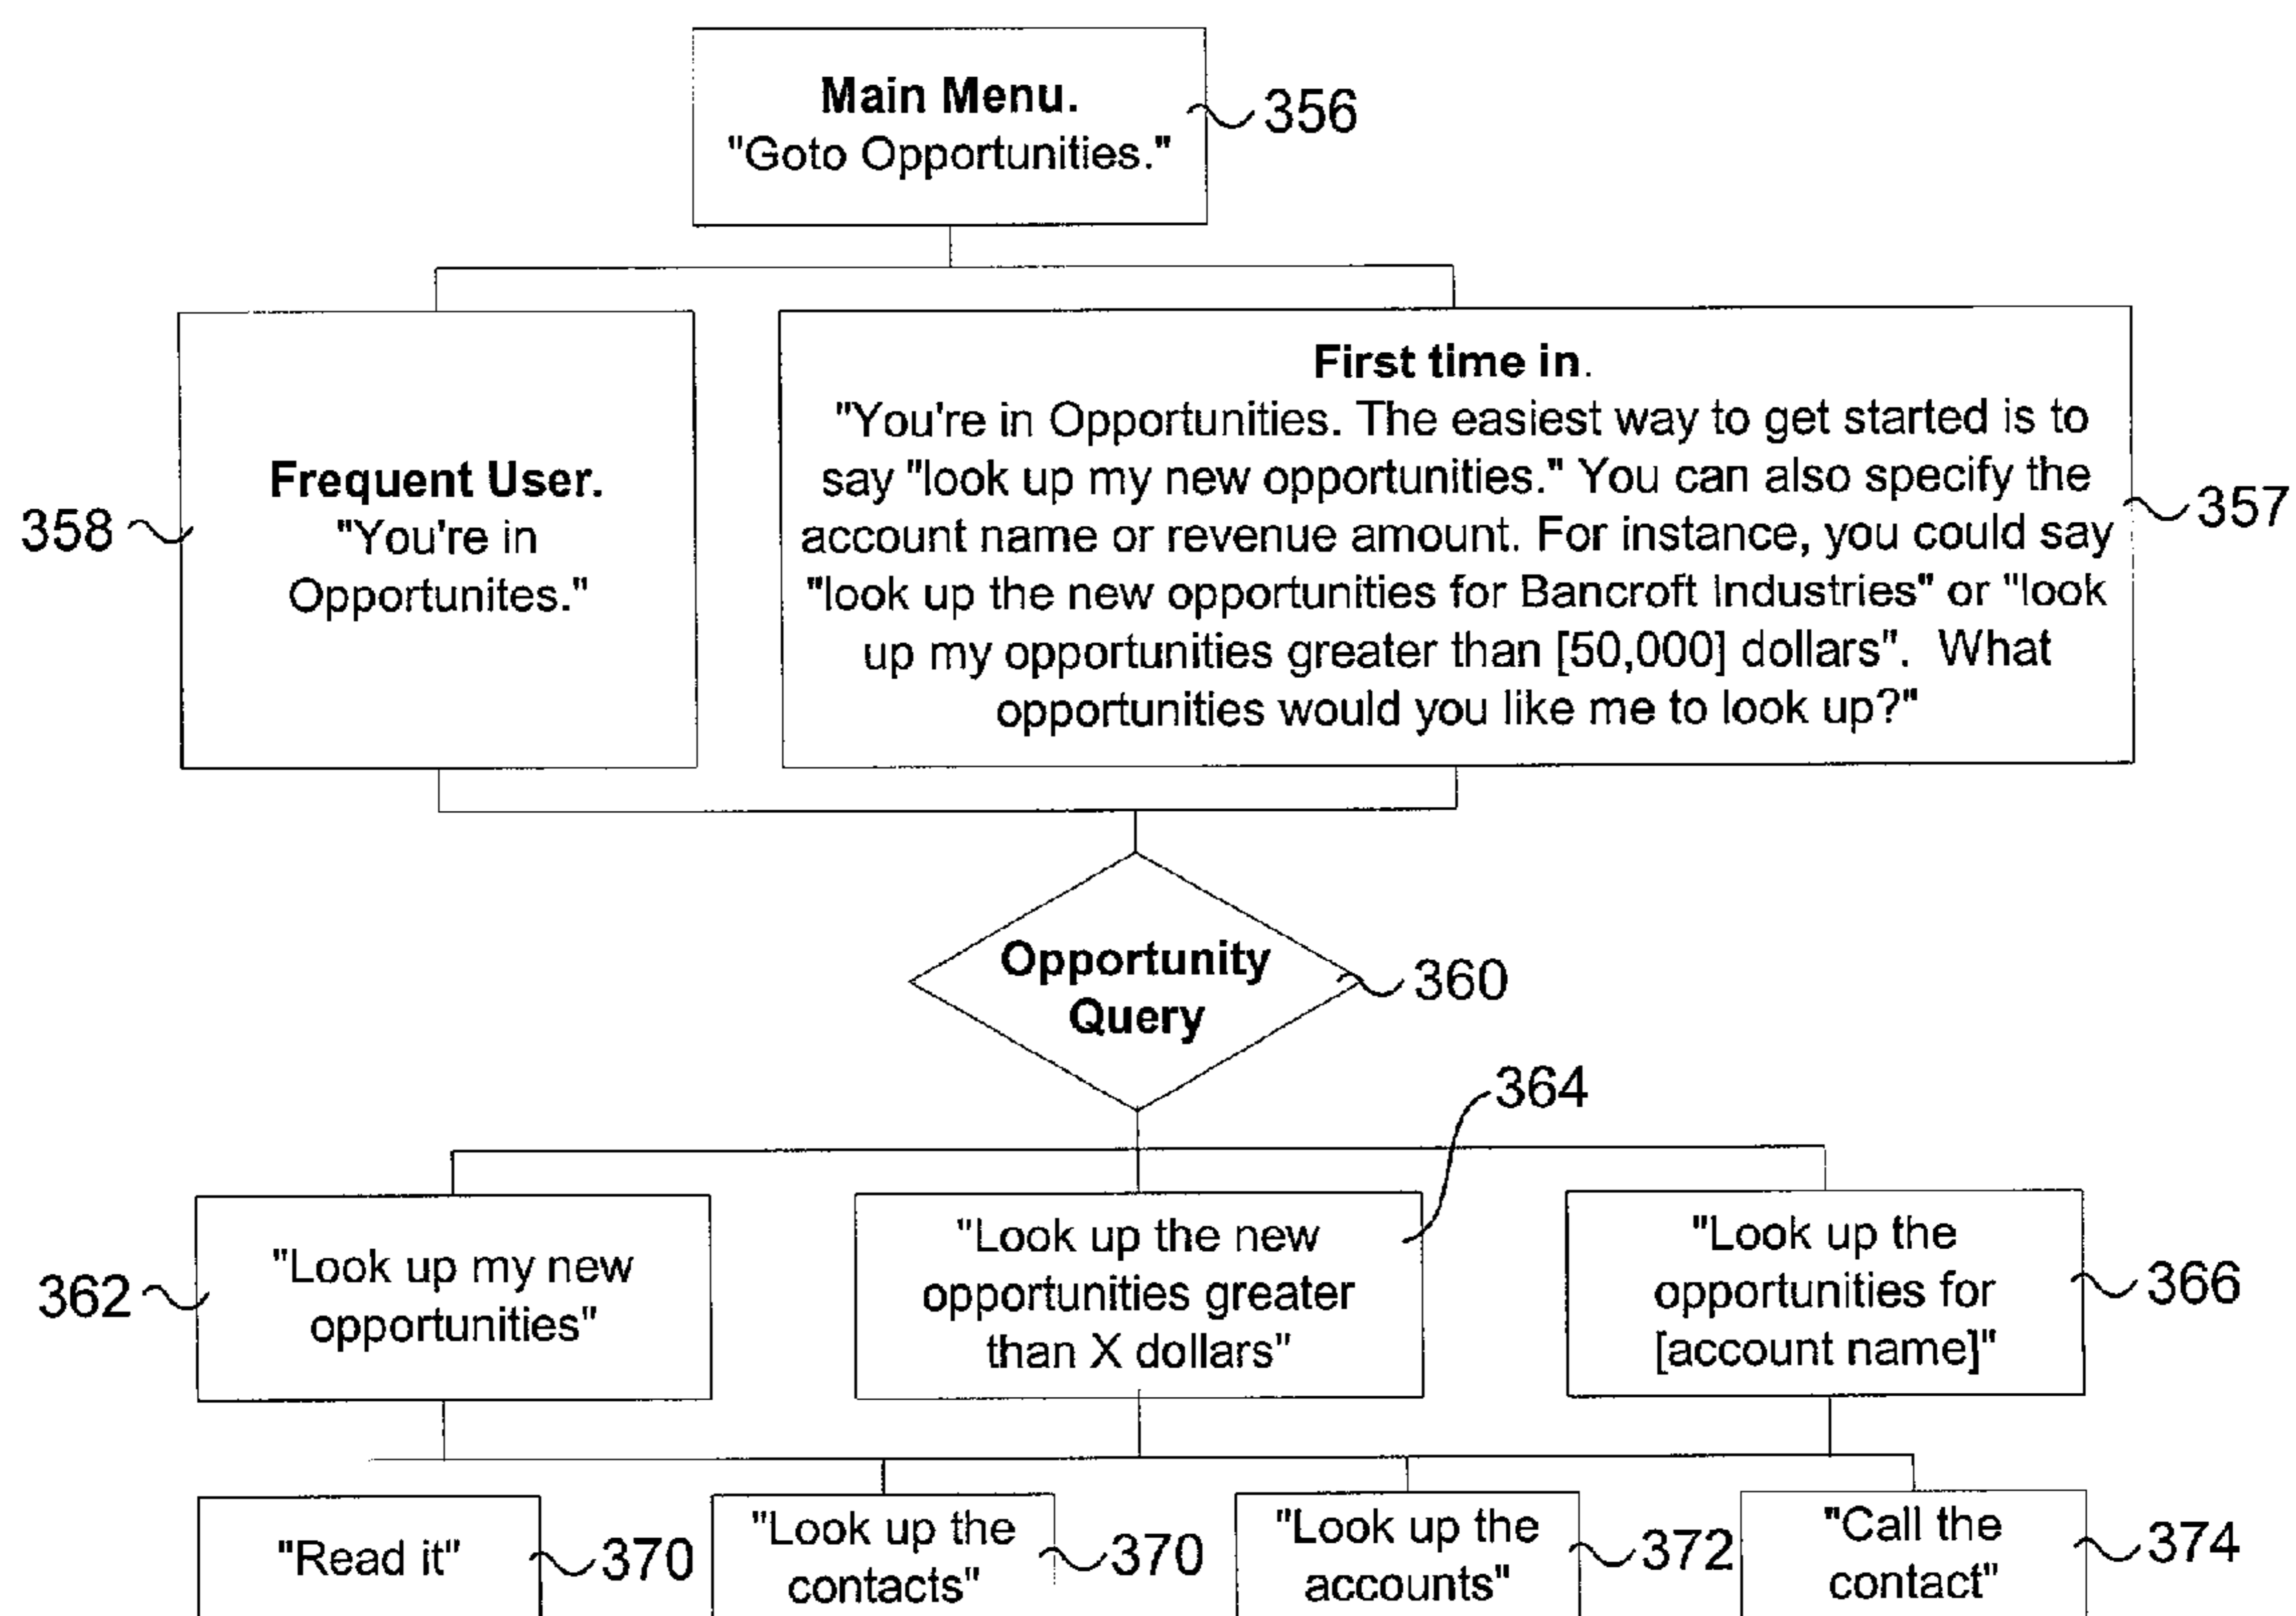 Main Menu.
"Goto Opportunities."
356
Frequent User.
"You're in
Opportunites."
358
First time in.
"You're in Opportunities. The easiest way to get started is to
say "look up my new opportunities." You can also specify the
account name or revenue amount. For instance, you could say
"look up the new opportunities for Bancroft Industries" or "look
up my opportunities greater than [50,000] dollars".  What
opportunities would you like me to look up?"
357
Opportunity
Query
360
364
362
"Look up my new
opportunities"
"Look up the new
opportunities greater
than X dollars"
"Look up the
opportunities for
[account name]"
366
"Read it"
370
"Look up the
contacts"
370
"Look up the
accounts"
372
"Call the
contact"
374